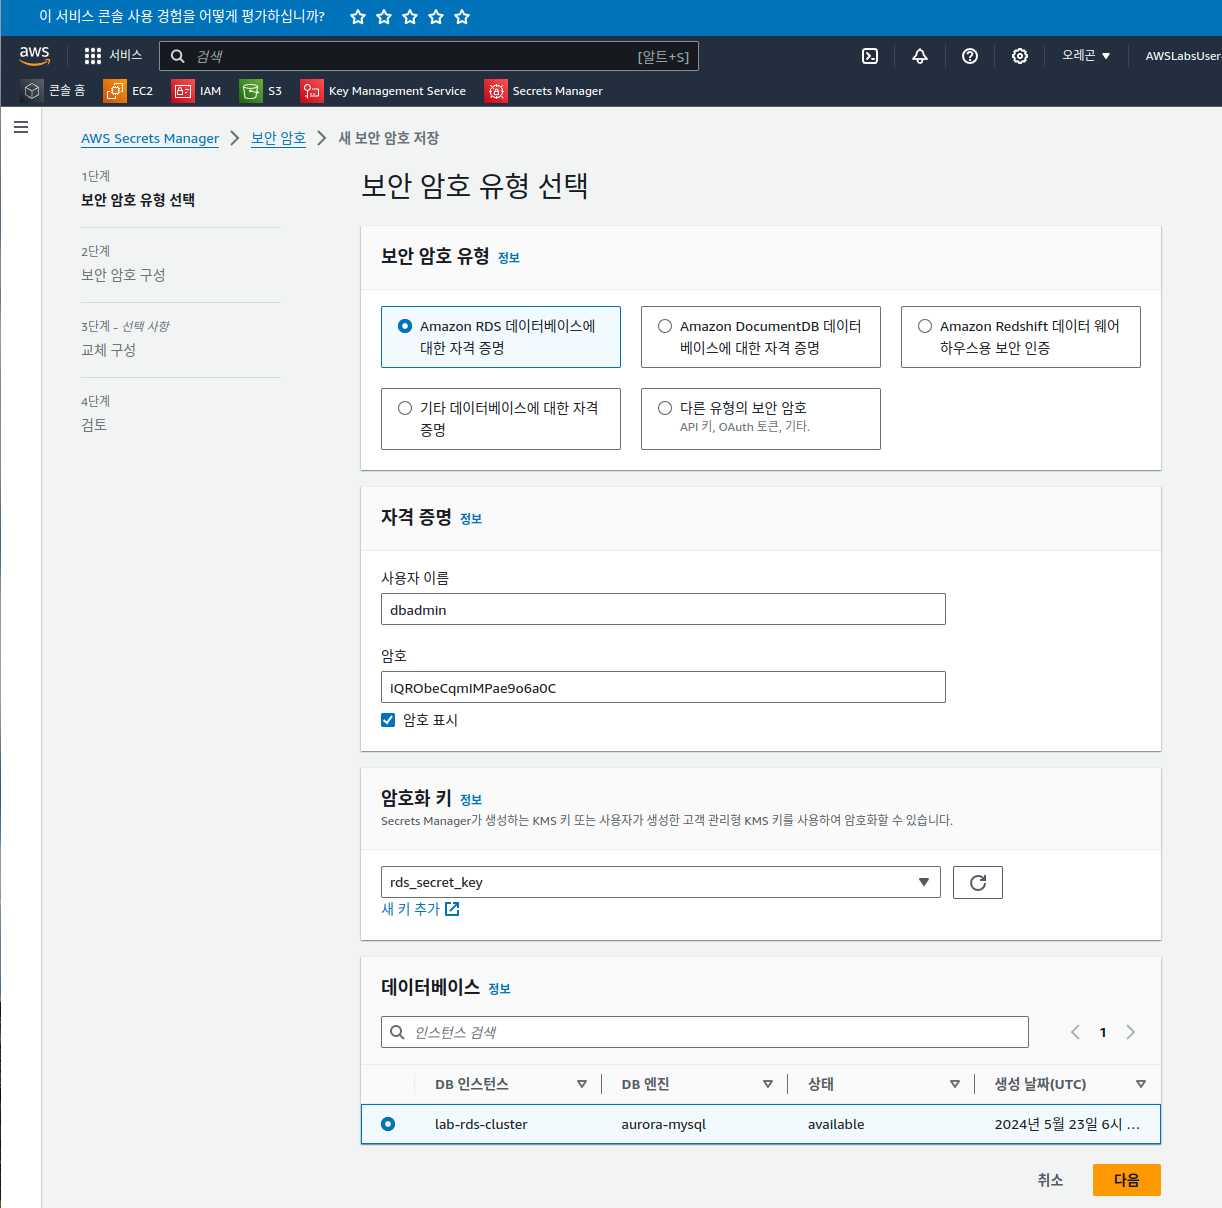 이 서비스 콘솔 사용 경험을 어떻게 평가하십니까?
aws
서비스
검색
[알트+S]
오레곤
AWSLabsUser-
콘솔 홈
EC2
IAM
S3
Key Management Service
Secrets Manager
AWS Secrets Manager
보안 암호
새 보안 암호 저장
1단계
보안 암호 유형 선택
2단계
보안 암호 구성
3단계 - 선택 사항
교체 구성
4단계
검토
보안 암호 유형 선택
보안 암호 유형 정보
Amazon RDS 데이터베이스에
대한 자격 증명
Amazon DocumentDB 데이터
베이스에 대한 자격 증명
Amazon Redshift 데이터 웨어
하우스용 보안 인증
기타 데이터베이스에 대한 자격
증명
다른 유형의 보안 암호
API 키, OAuth 토큰, 기타.
자격 증명 정보
사용자 이름
dbadmin
암호
iQRObeCqmIMPae9o6a0C
암호 표시
암호화 키 정보
Secrets Manager가 생성하는 KMS 키 또는 사용자가 생성한 고객 관리형 KMS 키를 사용하여 암호화할 수 있습니다.
rds_secret_key
새 키 추가
데이터베이스 정보
인스턴스 검색
1
DB 인스턴스
DB 엔진
상태
생성 날짜(UTC)
lab-rds-cluster
aurora-mysql
available
2024년 5월 23일 6시 ...
취소
다음